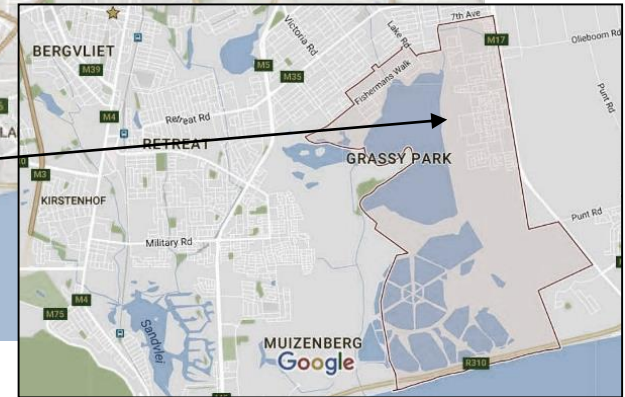 7th Ave
Lake Rd
Victoria Rd
M17
Olieboom Rd
BERGVLIET
M5
M39
M35
Fishermans Walk
Punt Rd
M4
Retreat Rd
RETREAT
GRASSY PARK
M3
KIRSTENHOF
Punt Rd
Military Rd
M4
M75
Sandvlei
MUIZENBERG
Google
R310